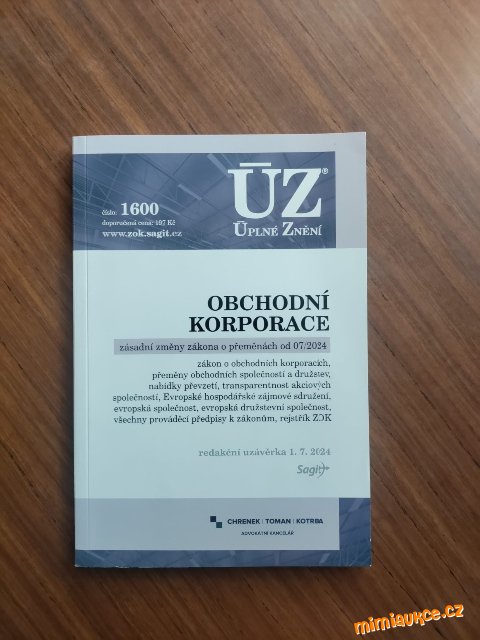 ÚZ®
číslo: 1600
doporučená cena: 197 Kč
www.zok.sagit.cz
ÚPLNÉ ZNĚNÍ
OBCHODNÍ
KORPORACE
zásadní změny zákona o přeměnách od 07/2024
zákon o obchodních korporacích,
přeměny obchodních společností a družstev,
nabídky převzetí, transparentnost akciových
společností, Evropské hospodářské zájmové sdružení,
evropská společnost, evropská družstevní společnost,
všechny prováděcí předpisy k zákonům, rejstřík ZOK
redakční uzávěrka 1. 7. 2024
Sagit
CHRENEK | TOMAN | KOTRBA
ADVOKÁTNÍ KANCELÁŘ
mimiaukce.cz